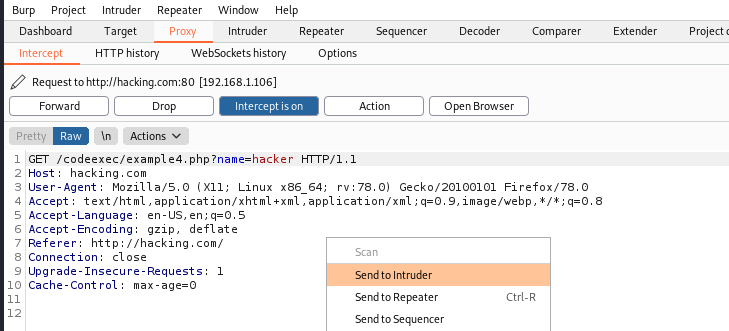 Burp Project Intruder Repeater Window Help
Dashboard Target Proxy Intruder Repeater Sequencer Decoder Comparer Extender Project
Intercept HTTP history WebSockets history Options
Request to http://hacking.com:80 [192.168.1.106]
Forward Drop Intercept is on Action Open Browser
Pretty Raw \n Actions
1 GET /codeexec/example4.php?name=hacker HTTP/1.1
2 Host: hacking.com
3 User-Agent: Mozilla/5.0 (X11; Linux x86_64; rv:78.0) Gecko/20100101 Firefox/78.0
4 Accept: text/html,application/xhtml+xml,application/xml;q=0.9,image/webp,*/*;q=0.8
5 Accept-Language: en-US,en;q=0.5
6 Accept-Encoding: gzip, deflate
7 Referer: http://hacking.com/
8 Connection: close
9 Upgrade-Insecure-Requests: 1
10 Cache-Control: max-age=0
11
12
Scan
Send to Intruder
Send to Repeater Ctrl-R
Send to Sequencer